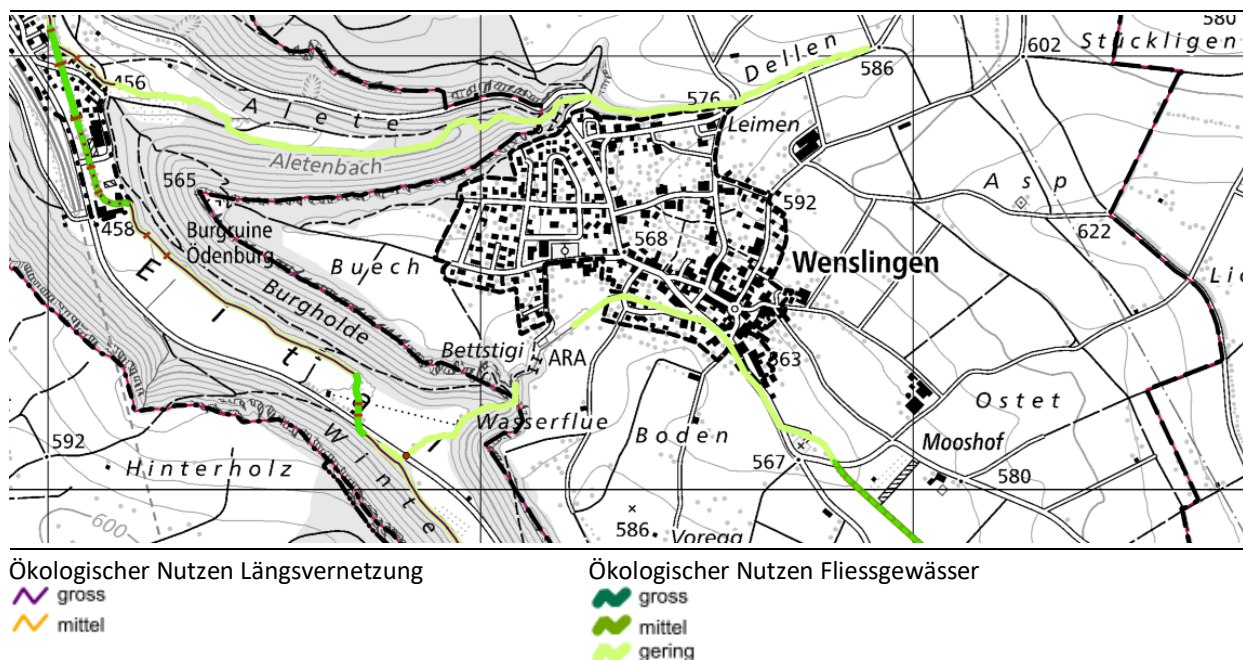 580
602
Stückligen
Dellen
586
456
Alete
576
Leimen
Aletenbach
565
Asp
592
458
Burgruine
Ödenburg
568
622
Buech
Wenslingen
Burgholde
Eital
Bettstigi
ARA
563
Wasserflue
Ostet
Boden
Mooshof
592
Hinterholz
567
580
Winte
600
586
Voregg
Ökologischer Nutzen Längsvernetzung
gross
mittel
Ökologischer Nutzen Fliessgewässer
gross
mittel
gering